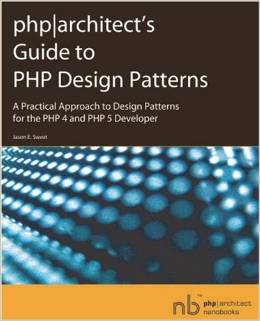 php|architect's
Guide to
PHP Design Patterns
A Practical Approach to Design Patterns
for the PHP 4 and PHP 5 Developer
Jason E. Sweat
nb™
php|architect
nanobooks